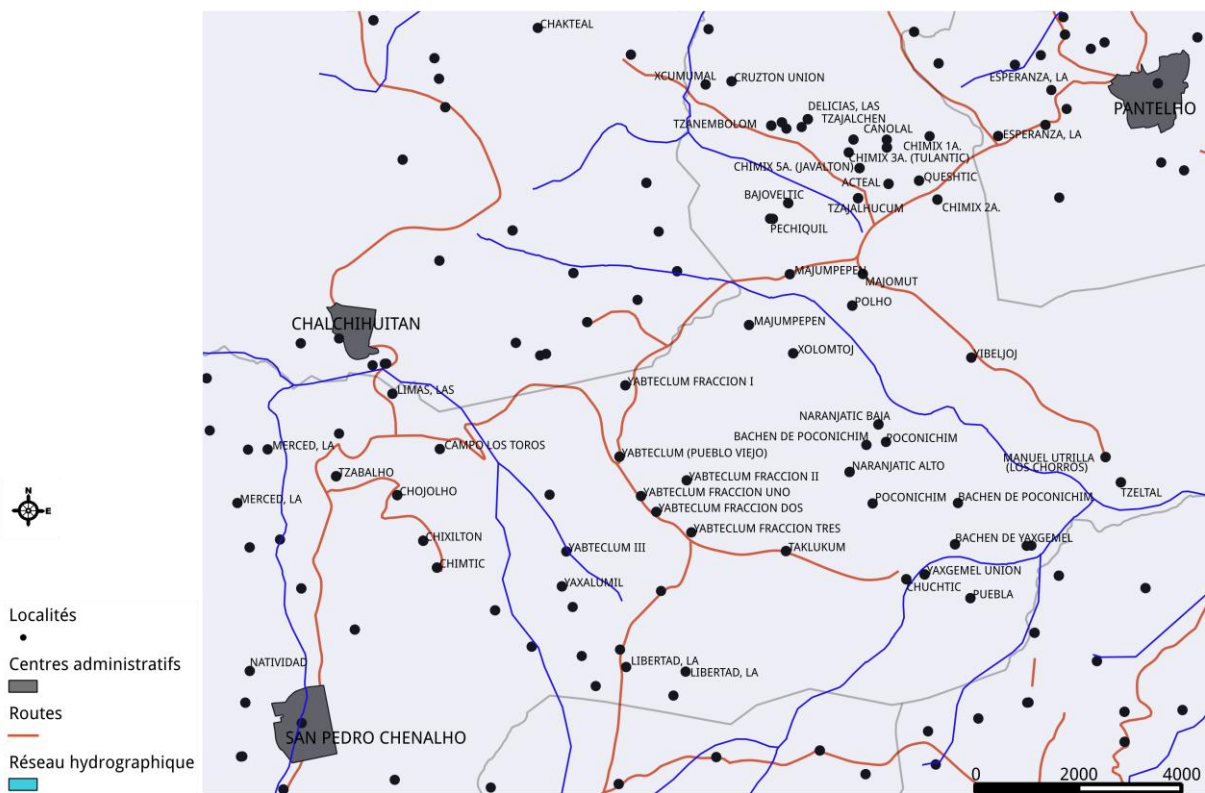 CHAKTEAL
XCUMUMAL
CRUZTON UNION
ESPERANZA, LA
PANTELHO
DELICIAS, LAS
TZANEMBOLOM
TZAJALCHEN
CANOLAL
ESPERANZA, LA
CHIMIX 1A.
CHIMIX 3A. (TULANTIC)
CHIMIX 5A. (JAVALTON)
ACTEAL
QUESHTIC
BAJOVELTIC
TZAJALHUCUM
CHIMIX 2A.
PECHIQUIL
MAJUMPEPEN
MAJOMUT
POLHO
CHALCHIHUITAN
MAJUMPEPEN
XOLOMTOJ
YIBELJOJ
YABTECLUM FRACCION I
LIMAS, LAS
NARANJATIC BAJA
MERCED, LA
CAMPO LOS TOROS
BACHEN DE POCONICHIM
POCONICHIM
YABTECLUM (PUEBLO VIEJO)
MANUEL UTRILLA
(LOS CHORROS)
TZABALHO
YABTECLUM FRACCION II
NARANJATIC ALTO
TZELTAL
CHOJOLHO
YABTECLUM FRACCION UNO
MERCED, LA
POCONICHIM
BACHEN DE POCONICHIM
YABTECLUM FRACCION DOS
N
E
YABTECLUM FRACCION TRES
CHIXILTON
YABTECLUM III
TAKLUKUM
BACHEN DE YAXGEMEL
CHIMTIC
YAXALUMIL
YAXGEMEL UNION
CHUCHTIC
PUEBLA
Localités
Centres administratifs
NATIVIDAD
LIBERTAD, LA
LIBERTAD, LA
Routes
SAN PEDRO CHENALHO
Réseau hydrographique
0 2000 4000